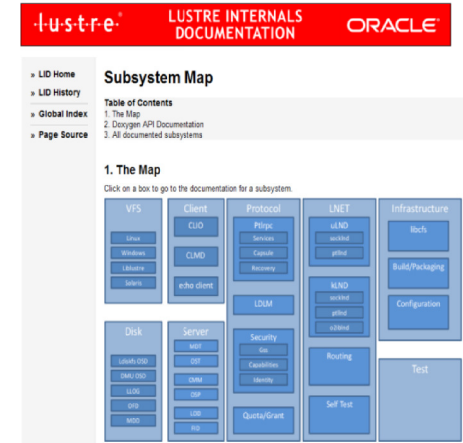 ·l·u·s·t·r·e·
LUSTRE INTERNALS
DOCUMENTATION
ORACLE
» LID Home
» LID History
» Global Index
» Page Source
Subsystem Map
Table of Contents
1. The Map
2. Doxygen API Documentation
3. All documented subsystems
1. The Map
Click on a box to go to the documentation for a subsystem.
VFS
Linux
Windows
Liblustre
Solaris
Client
CLIO
CLMD
echo client
Protocol
Ptlrpc
Services
Capsule
Recovery
LDLM
Security
Gss
Capabilities
Identity
Quota/Grant
LNET
uLND
socklnd
ptllnd
kLND
socklnd
ptllnd
o2iblnd
Routing
Self Test
Infrastructure
libcfs
Build/Packaging
Configuration
Disk
Ldiskfs OSD
DMU OSD
LLOG
OFD
MDD
Server
MDT
OST
CMM
OSP
LOD
FID
Test